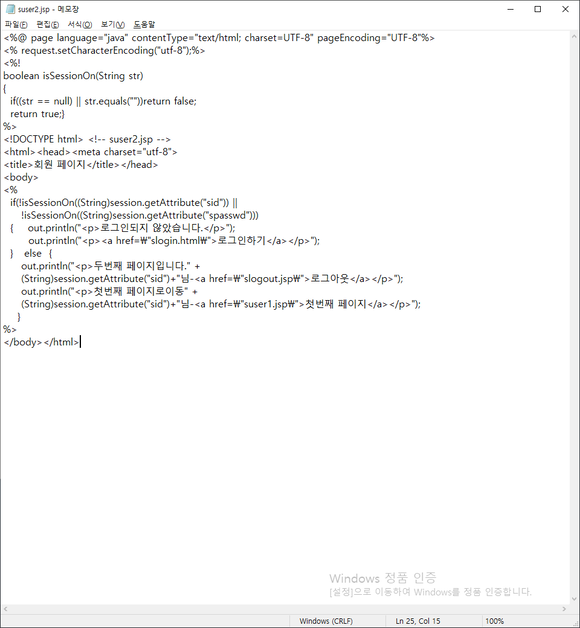 suser2.jsp - 메모장
파일(F) 편집(E) 서식(O) 보기(V) 도움말
<%@ page language="java" contentType="text/html; charset=UTF-8" pageEncoding="UTF-8"%>
<% request.setCharacterEncoding("utf-8");%>
<%!
boolean isSessionOn(String str)
{
  if((str == null) || str.equals(""))return false;
  return true;}
%>
<!DOCTYPE html> <!-- suser2.jsp -->
<html><head><meta charset="utf-8">
<title>회원 페이지</title></head>
<body>
<%
  if(!isSessionOn((String)session.getAttribute("sid")) ||
     !isSessionOn((String)session.getAttribute("spasswd")))
  {    out.println("<p>로그인되지 않았습니다.</p>");
       out.println("<p><a href=₩"slogin.html₩">로그인하기</a></p>");
  }   else  {
     out.println("<p>두번째 페이지입니다." +
     (String)session.getAttribute("sid")+"님-<a href=₩"slogout.jsp₩">로그아웃</a></p>");
     out.println("<p>첫번째 페이지로이동" +
     (String)session.getAttribute("sid")+"님-<a href=₩"suser1.jsp₩">첫번째 페이지</a></p>");
    }
%>
</body></html>
Windows 정품 인증
[설정]으로 이동하여 Windows를 정품 인증합니다.
Windows (CRLF) Ln 25, Col 15 100%